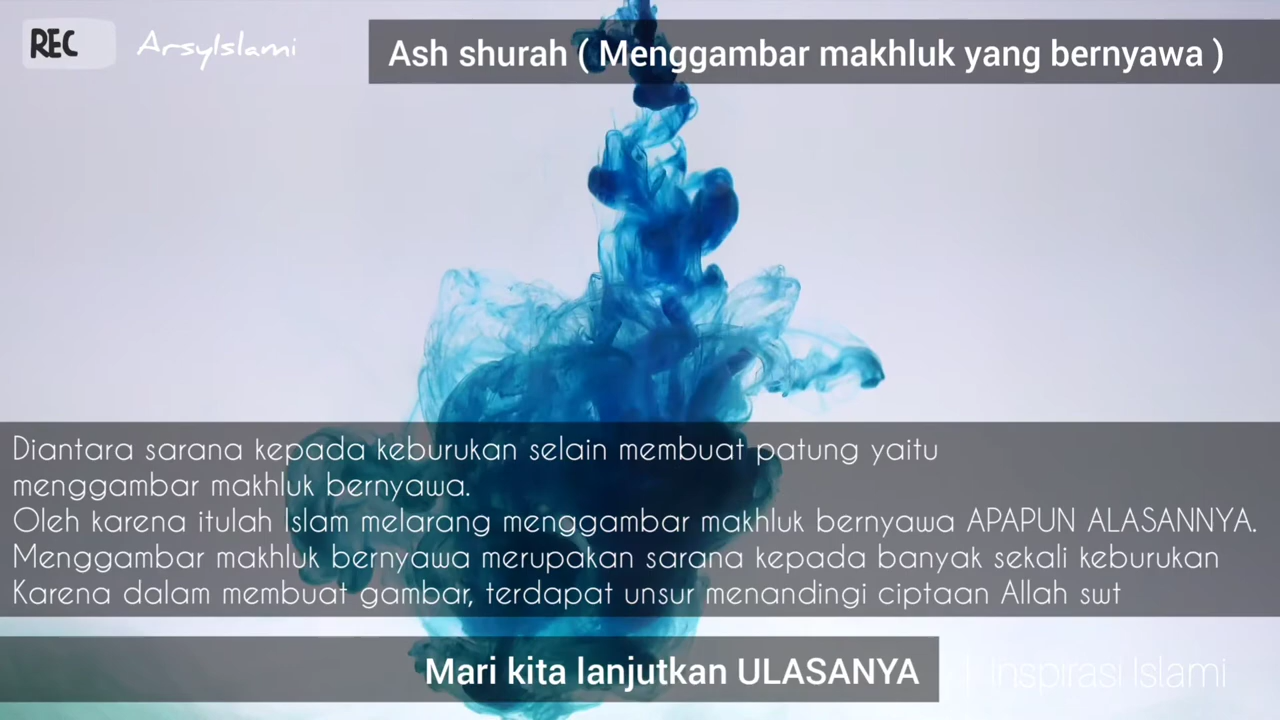 REC
ArsyIslami
Ash shurah ( Menggambar makhluk yang bernyawa )
Diantara sarana kepada keburukan selain membuat patung yaitu
menggambar makhluk bernyawa.
Oleh karena itulah Islam melarang menggambar makhluk bernyawa APAPUN ALASANNYA.
Menggambar makhluk bernyawa merupakan sarana kepada banyak sekali keburukan
Karena dalam membuat gambar, terdapat unsur menandingi ciptaan Allah swt
Mari kita lanjutkan ULASANYA
Inspirasi Islami